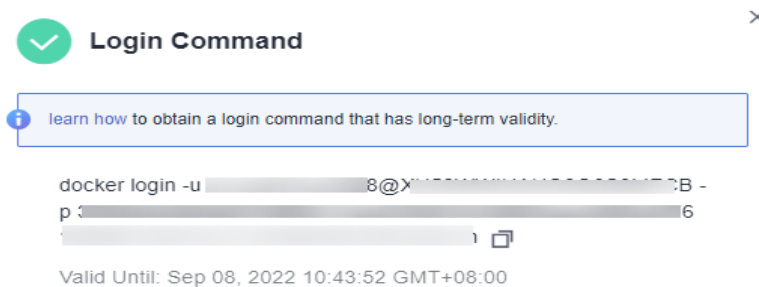 Login Command
learn how to obtain a login command that has long-term validity.
docker login -u 8@X CB -
p 6
Valid Until: Sep 08, 2022 10:43:52 GMT+08:00